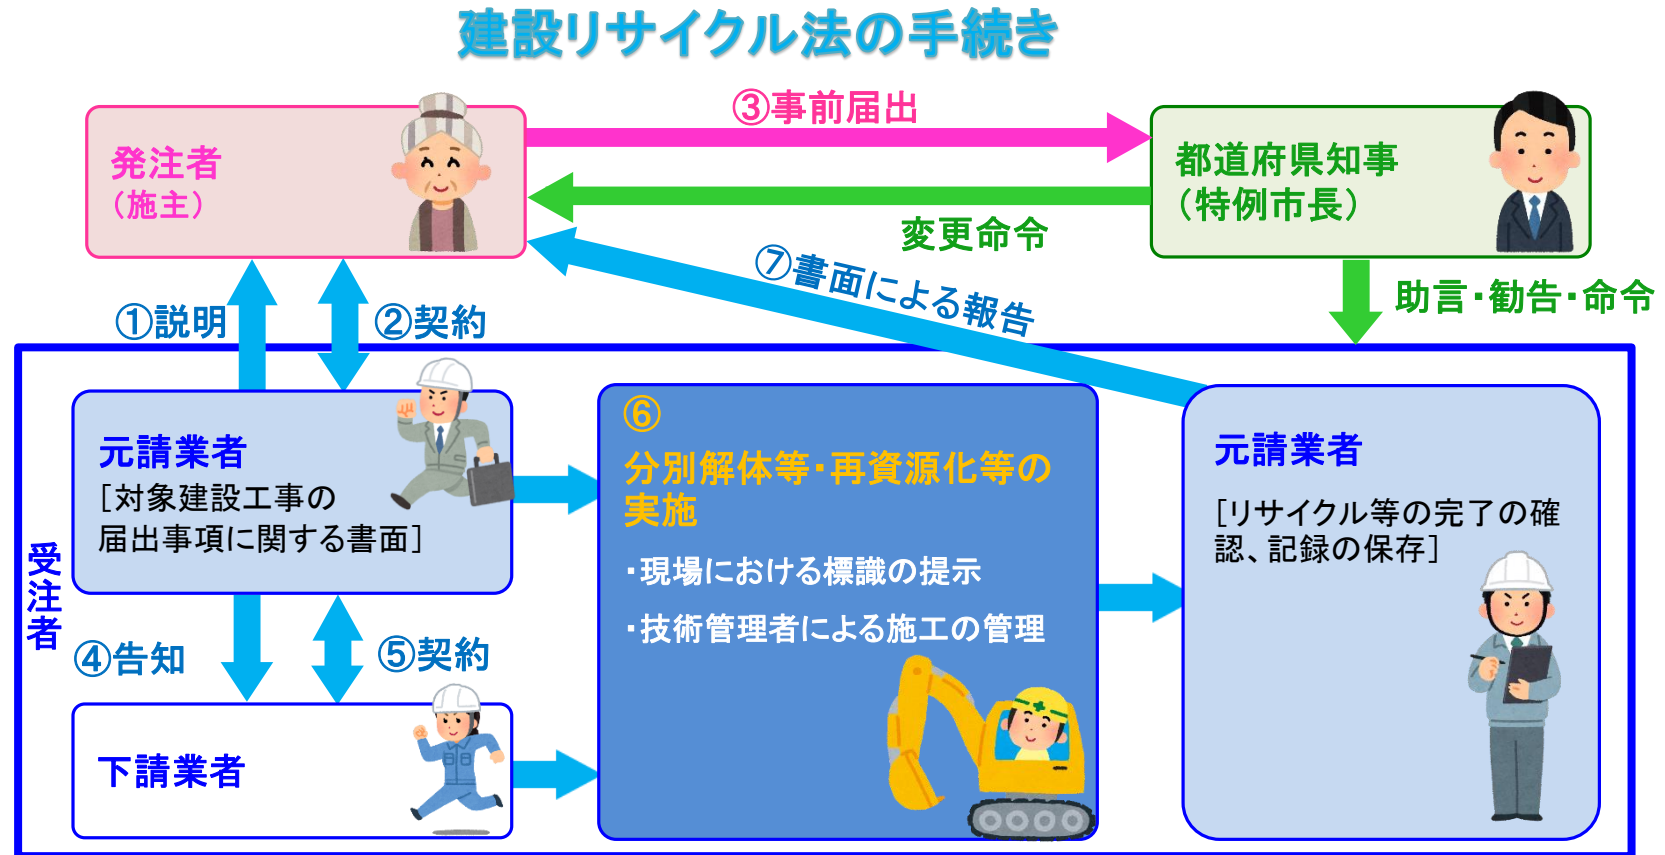 建設リサイクル法の手続き
③事前届出
発注者
（施主）
都道府県知事
（特例市長）
変更命令
⑦書面による報告
助言・勧告・命令
①説明
②契約
受注者
元請業者
［対象建設工事の
届出事項に関する書面］
⑥
分別解体等・再資源化等の
実施
・現場における標識の提示
・技術管理者による施工の管理
元請業者
［リサイクル等の完了の確
認、記録の保存］
④告知
⑤契約
下請業者